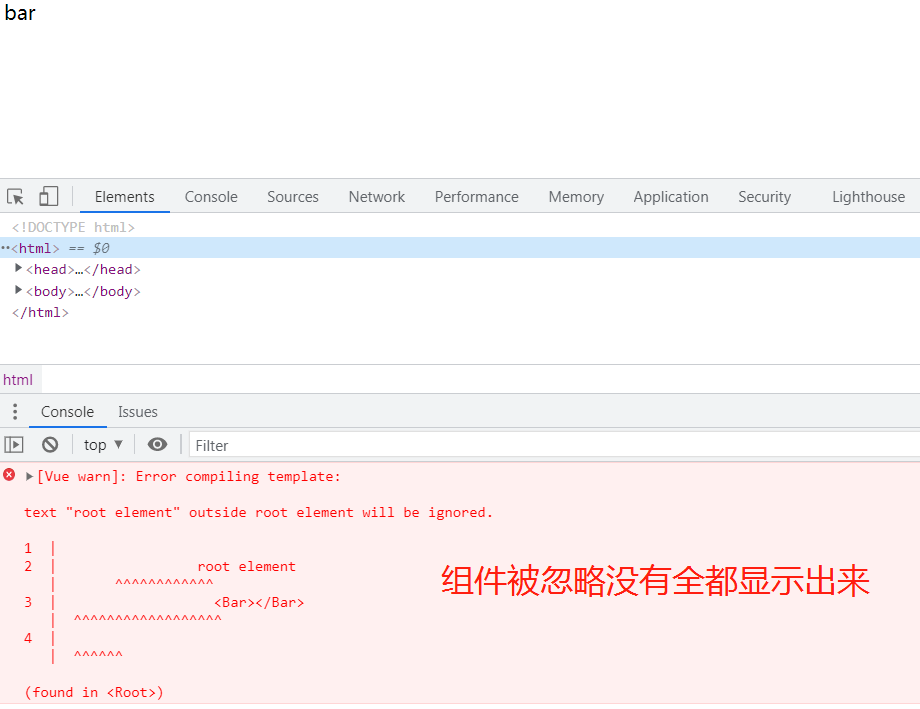 bar
Elements Console Sources Network Performance Memory Application Security Lighthouse
<!DOCTYPE html>
··<html> == $0
▶<head>…</head>
▶<body>…</body>
</html>
html
Console Issues
top ▼ Filter
▶[Vue warn]: Error compiling template:
text "root element" outside root element will be ignored.
1 |
2 | root element
| ^^^^^^^^^^^^
3 | <Bar></Bar>
| ^^^^^^^^^^^^^^^^^^
4 |
| ^^^^^^
组件被忽略没有全都显示出来
(found in <Root>)